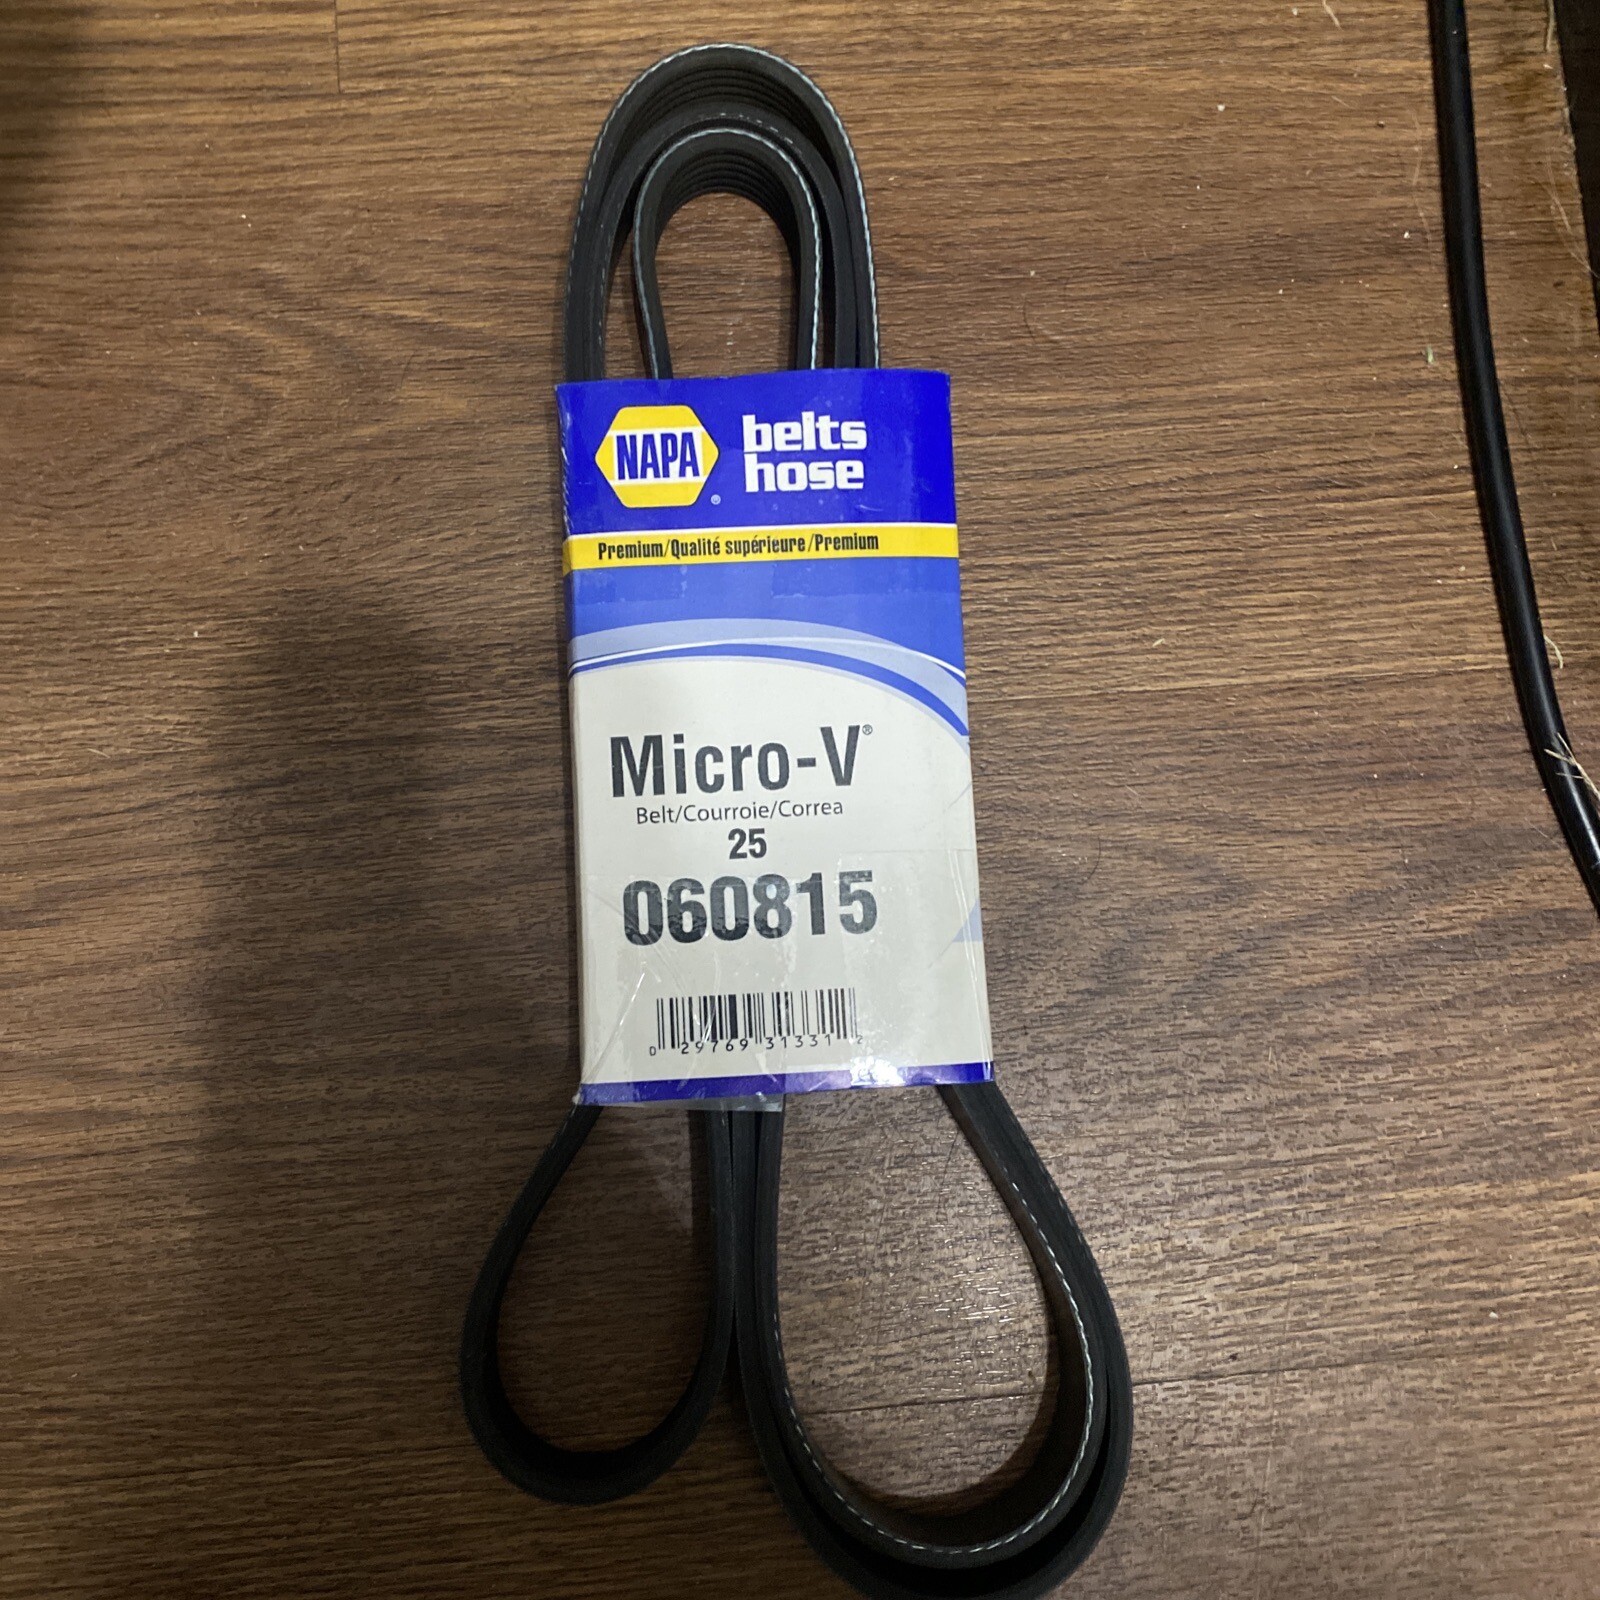 NAPA ®
belts
hose
Premium/Qualité supérieure/Premium
Micro-V®
Belt/Courroie/Correa
25
060815
0 29769 31331 2